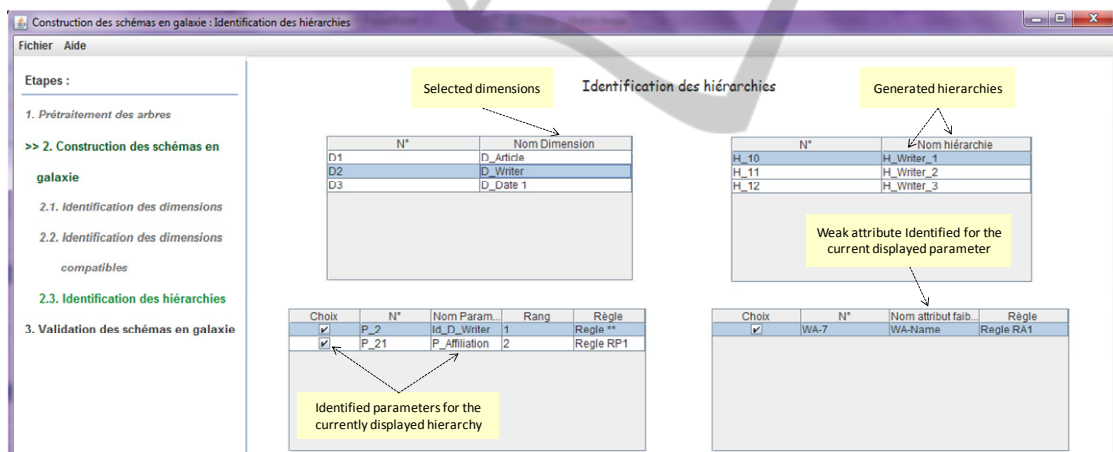 Construction des schémas en galaxie : Identification des hiérarchies
Fichier Aide
Etapes :
1. Prétraitement des arbres
>> 2. Construction des schémas en
galaxie
2.1. Identification des dimensions
2.2. Identification des dimensions
compatibles
2.3. Identification des hiérarchies
3. Validation des schémas en galaxie
Selected dimensions
Identification des hiérarchies
Generated hierarchies
N° Nom Dimension
D1 D_Article
D2 D_Writer
D3 D_Date 1
N° Nom hiérarchie
H_10 H_Writer_1
H_11 H_Writer_2
H_12 H_Writer_3
Weak attribute Identified for the
current displayed parameter
Choix N° Nom Param... Rang Règle
P_2 Id_D_Writer 1 Regle **
P_21 P_Affiliation 2 Regle RP1
Identified parameters for the
currently displayed hierarchy
Choix N° Nom attribut faib... Règle
WA-7 WA-Name Regle RA1